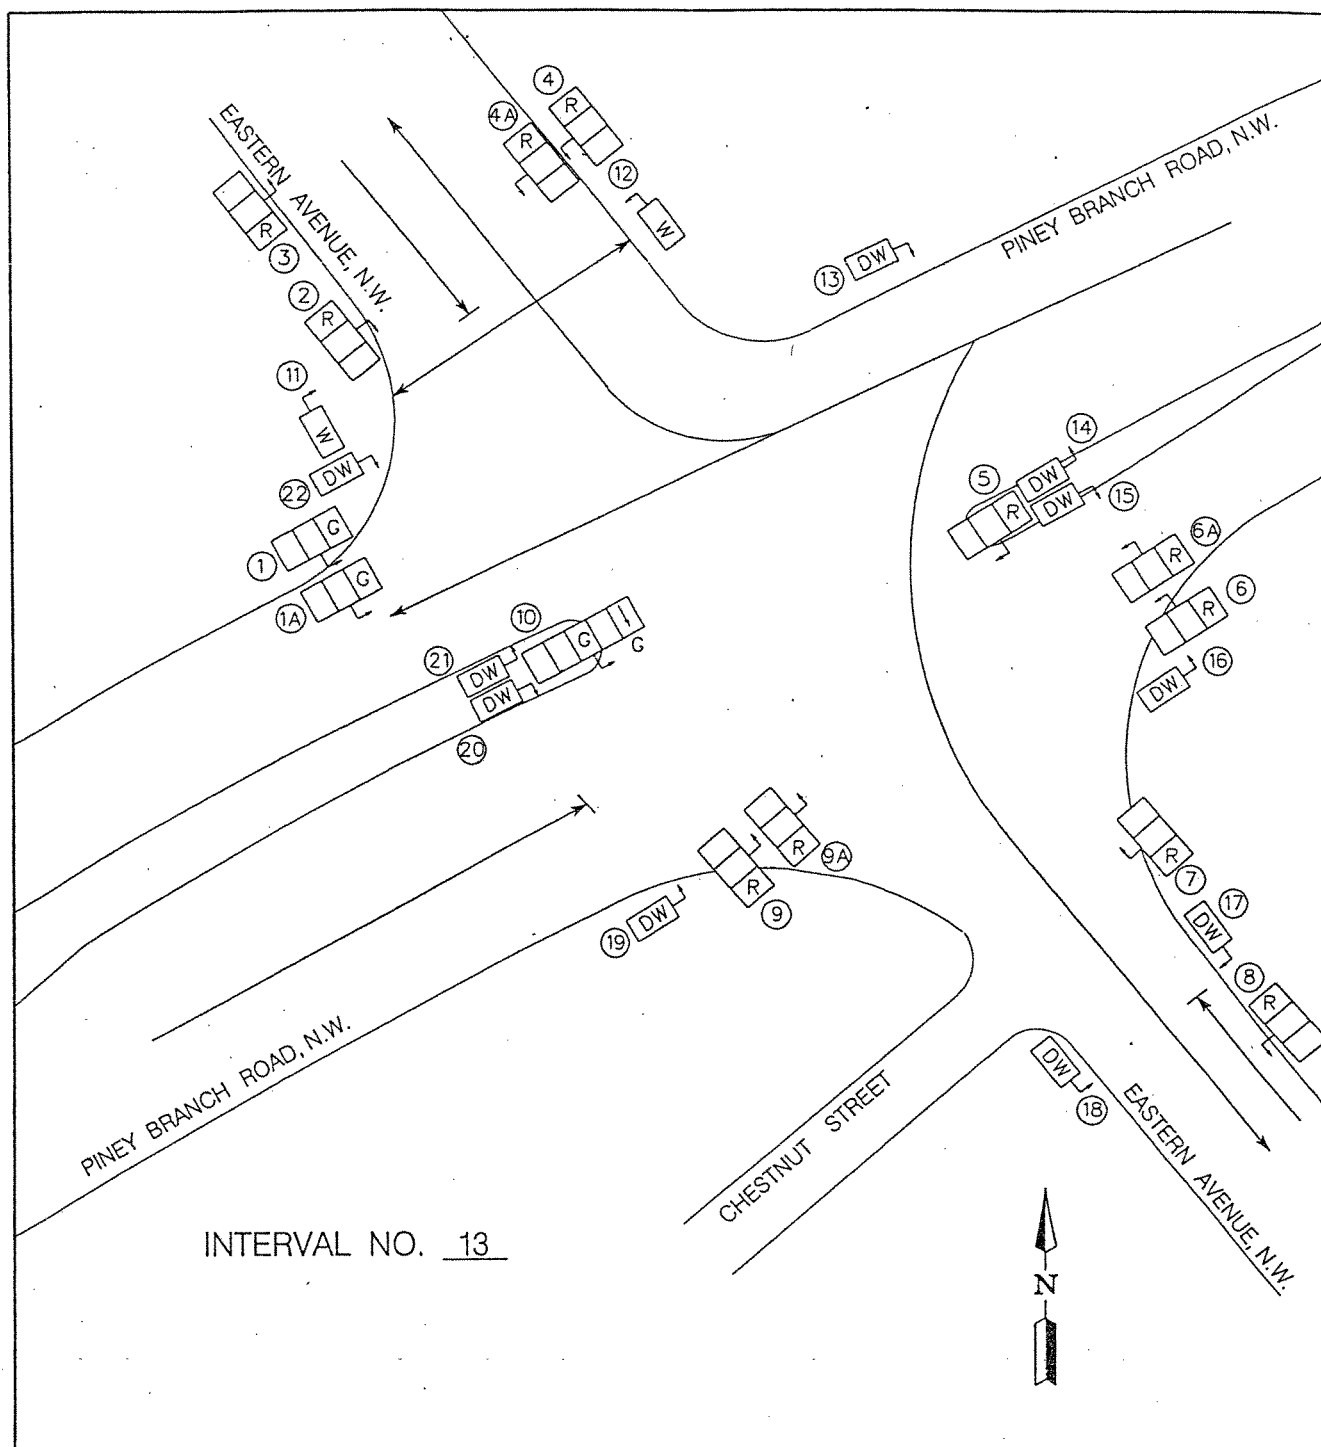 4
R
4A
R
12
W
EASTERN AVENUE, N.W.
R
3
2
R
PINEY BRANCH ROAD, N.W.
13
DW
11
W
DW
22
G
1
G
1A
14
DW
5
R
DW
15
6A
R
6
R
DW
16
10
G
G
21
DW
DW
20
R
9A
R
9
19
DW
R
7
17
DW
8
R
PINEY BRANCH ROAD, N.W.
CHESTNUT STREET
DW
18
EASTERN AVENUE, N.W.
INTERVAL NO. 13
N